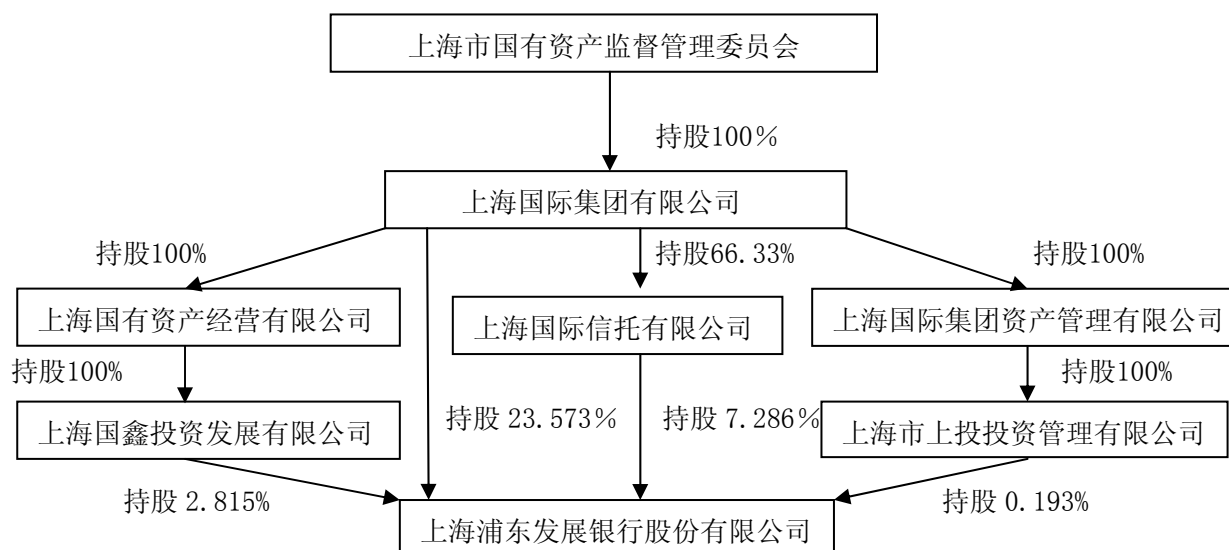 上海市国有资产监督管理委员会
持股100％
上海国际集团有限公司
持股100%
持股66.33%
持股100%
上海国有资产经营有限公司
上海国际信托有限公司
上海国际集团资产管理有限公司
持股100%
持股100%
上海国鑫投资发展有限公司
持股 23.573％
持股 7.286％
上海市上投投资管理有限公司
持股 2.815%
持股 0.193%
上海浦东发展银行股份有限公司